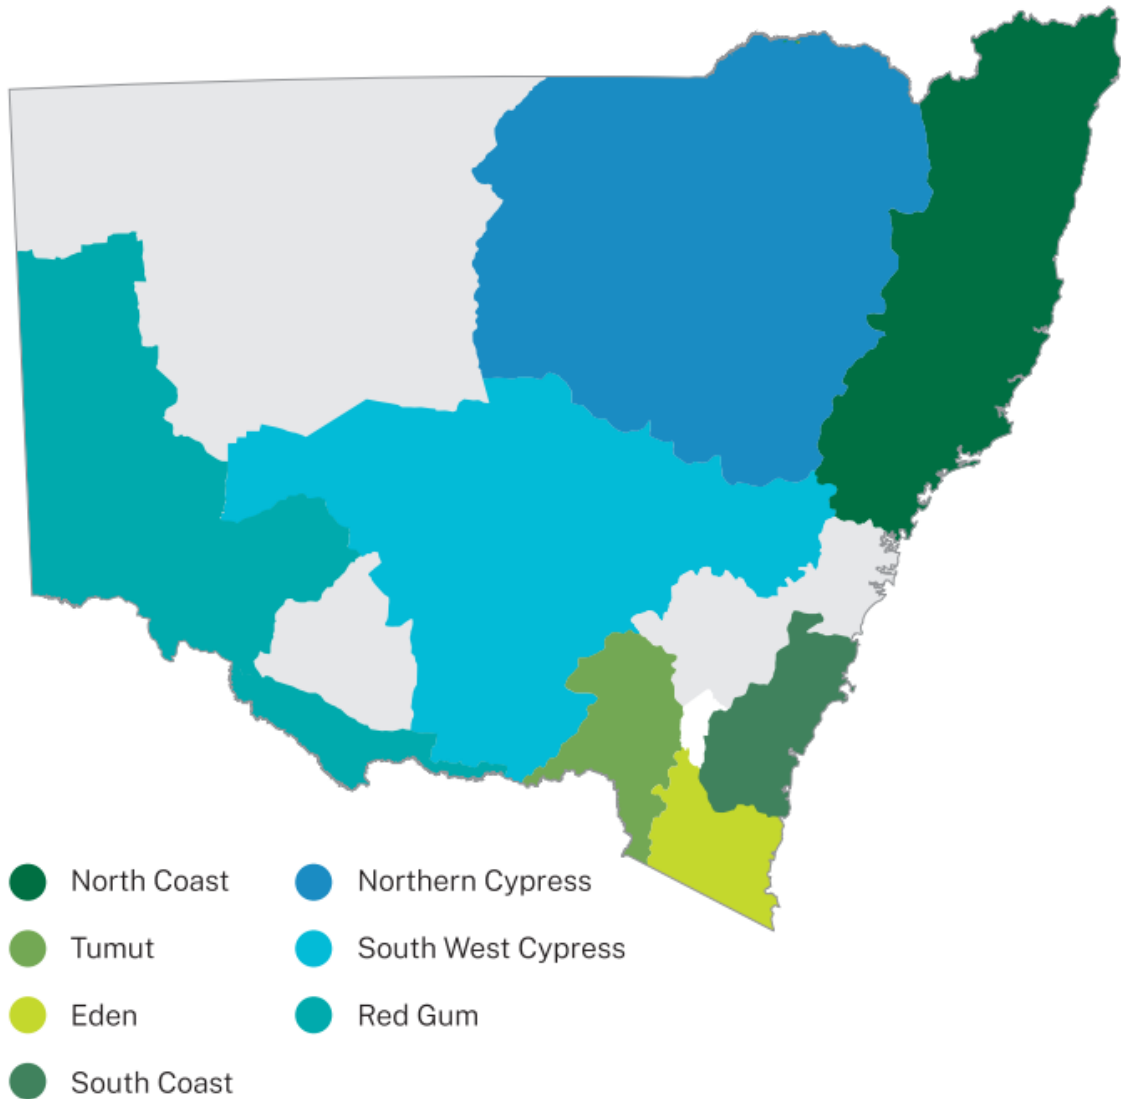 North Coast
Tumut
Eden
South Coast
Northern Cypress
South West Cypress
Red Gum